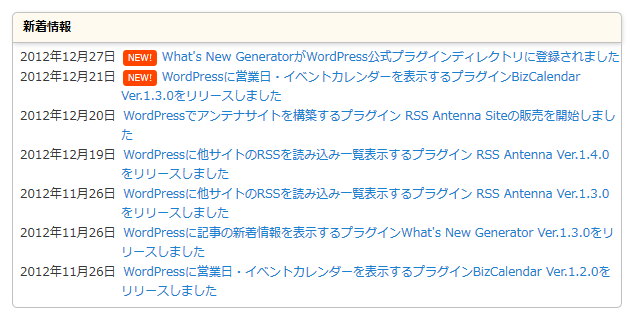 新着情報
2012年12月27日 NEW! What's New GeneratorがWordPress公式プラグインディレクトリに登録されました
2012年12月21日 NEW! WordPressに営業日・イベントカレンダーを表示するプラグインBizCalendar
Ver.1.3.0をリリースしました
2012年12月20日 WordPressでアンテナサイトを構築するプラグイン RSS Antenna Siteの販売を開始しまし
た
2012年12月19日 WordPressに他サイトのRSSを読み込み一覧表示するプラグイン RSS Antenna Ver.1.4.0
をリリースしました
2012年11月26日 WordPressに他サイトのRSSを読み込み一覧表示するプラグイン RSS Antenna Ver.1.3.0
をリリースしました
2012年11月26日 WordPressに記事の新着情報を表示するプラグインWhat's New Generator Ver.1.3.0をリ
リースしました
2012年11月26日 WordPressに営業日・イベントカレンダーを表示するプラグインBizCalendar Ver.1.2.0を
リリースしました